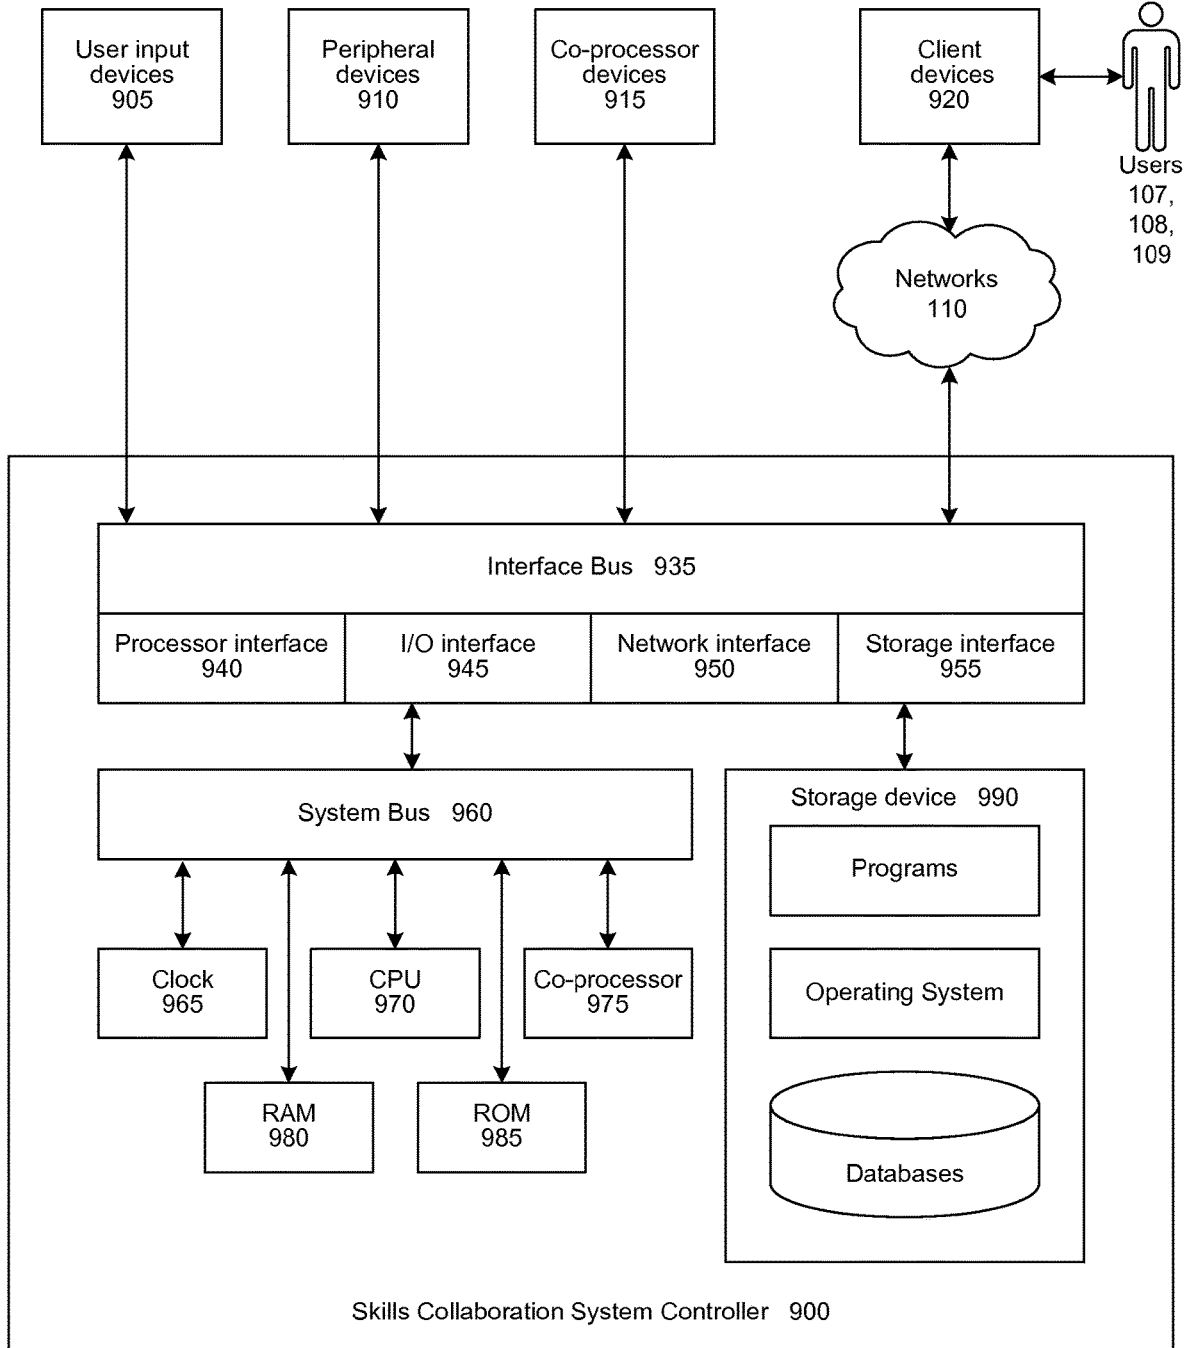 User input
devices
905
Peripheral
devices
910
Co-processor
devices
915
Client
devices
920
Users
107,
108,
109
Networks
110
Interface Bus 935
Processor interface
940
I/O interface
945
Network interface
950
Storage interface
955
System Bus 960
Storage device 990
Programs
Clock
965
CPU
970
Co-processor
975
Operating System
RAM
980
ROM
985
Databases
Skills Collaboration System Controller 900